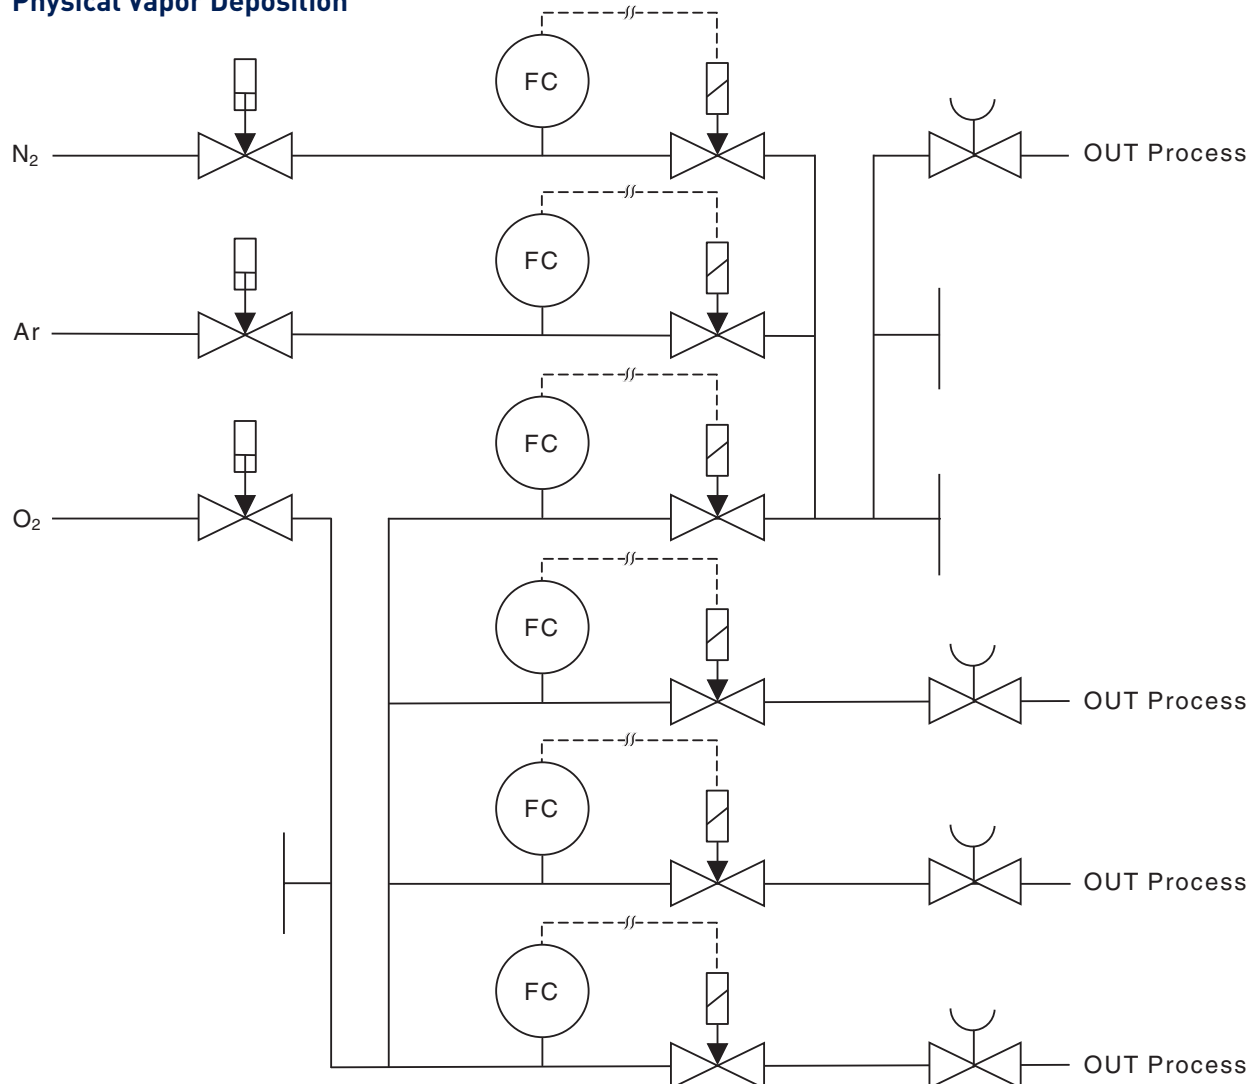 Physical Vapor Deposition
FC
N₂ OUT Process
FC
Ar
FC
O₂
FC
OUT Process
FC
OUT Process
FC
OUT Process